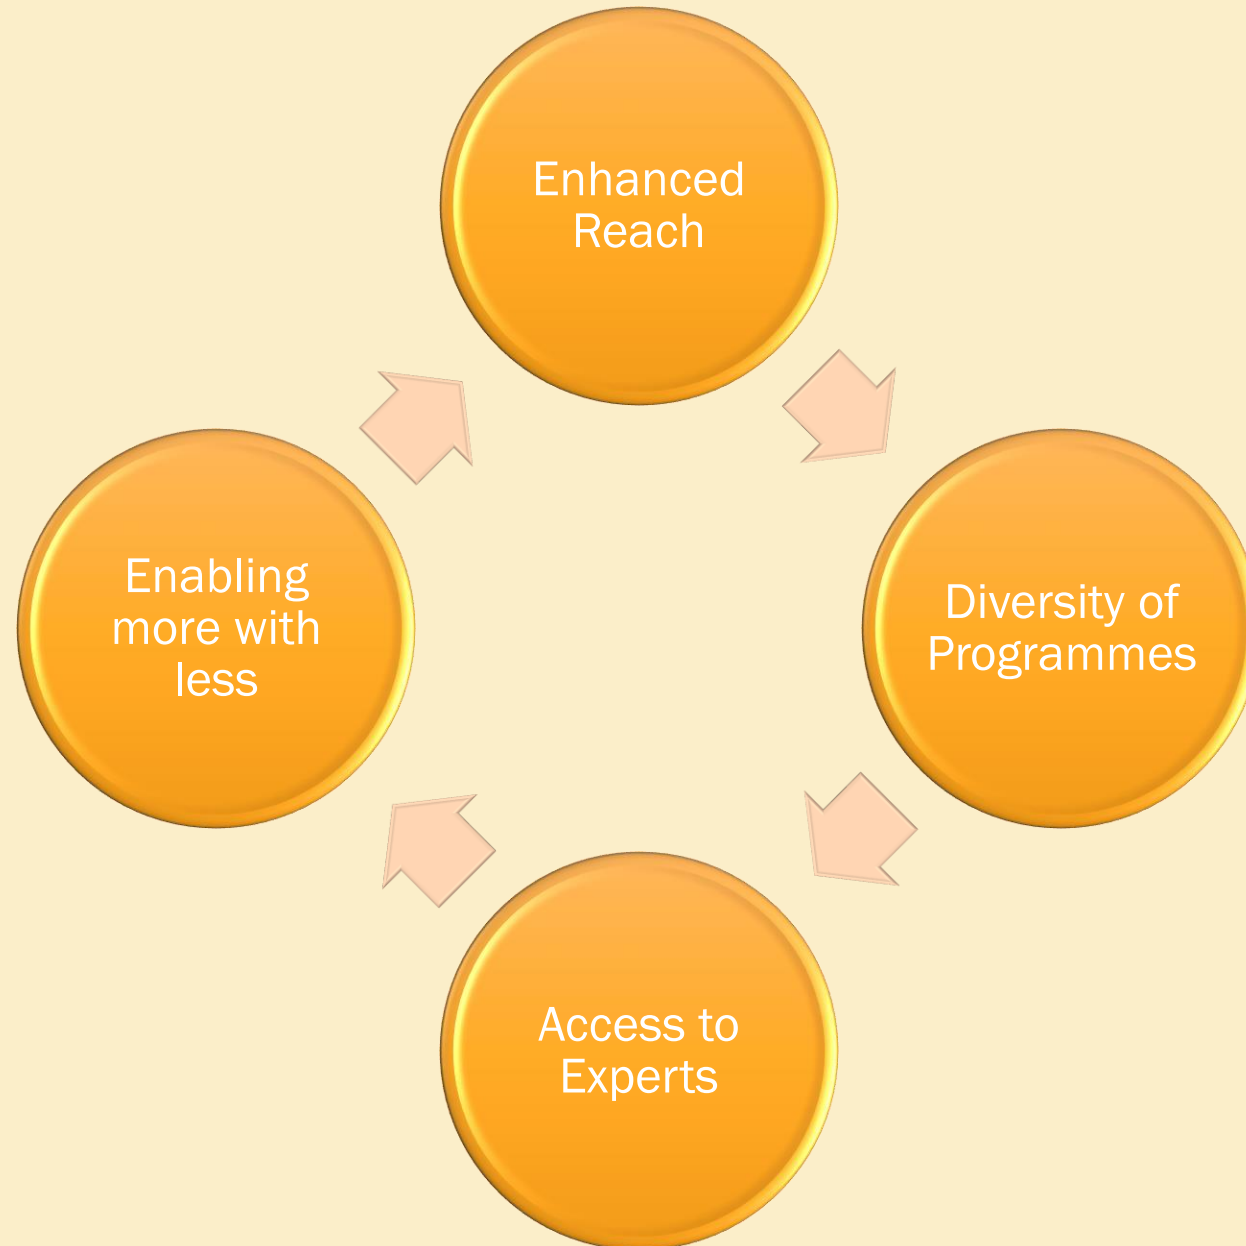 Enhanced
Reach
Diversity of
Programmes
Access to
Experts
Enabling
more with
less